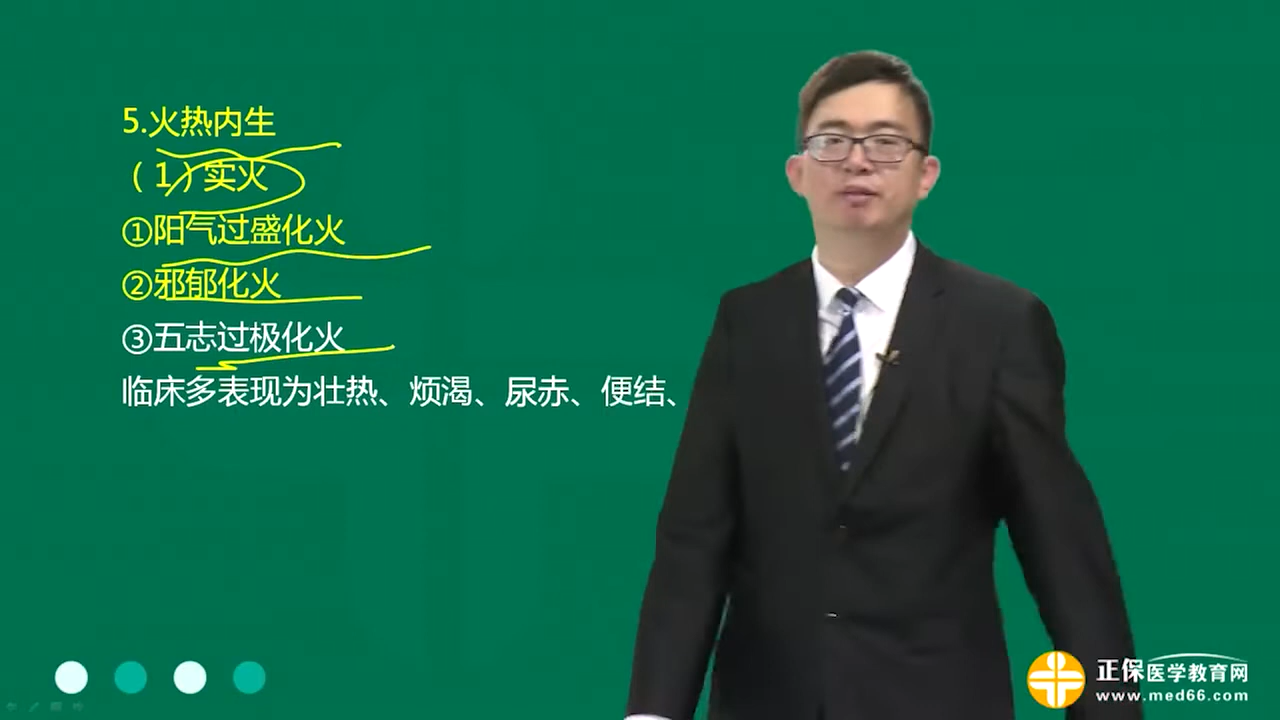 5.火热内生
（1）实火
①阳气过盛化火
②邪郁化火
③五志过极化火
临床多表现为壮热、烦渴、尿赤、便结、
正保医学教育网
www.med66.com